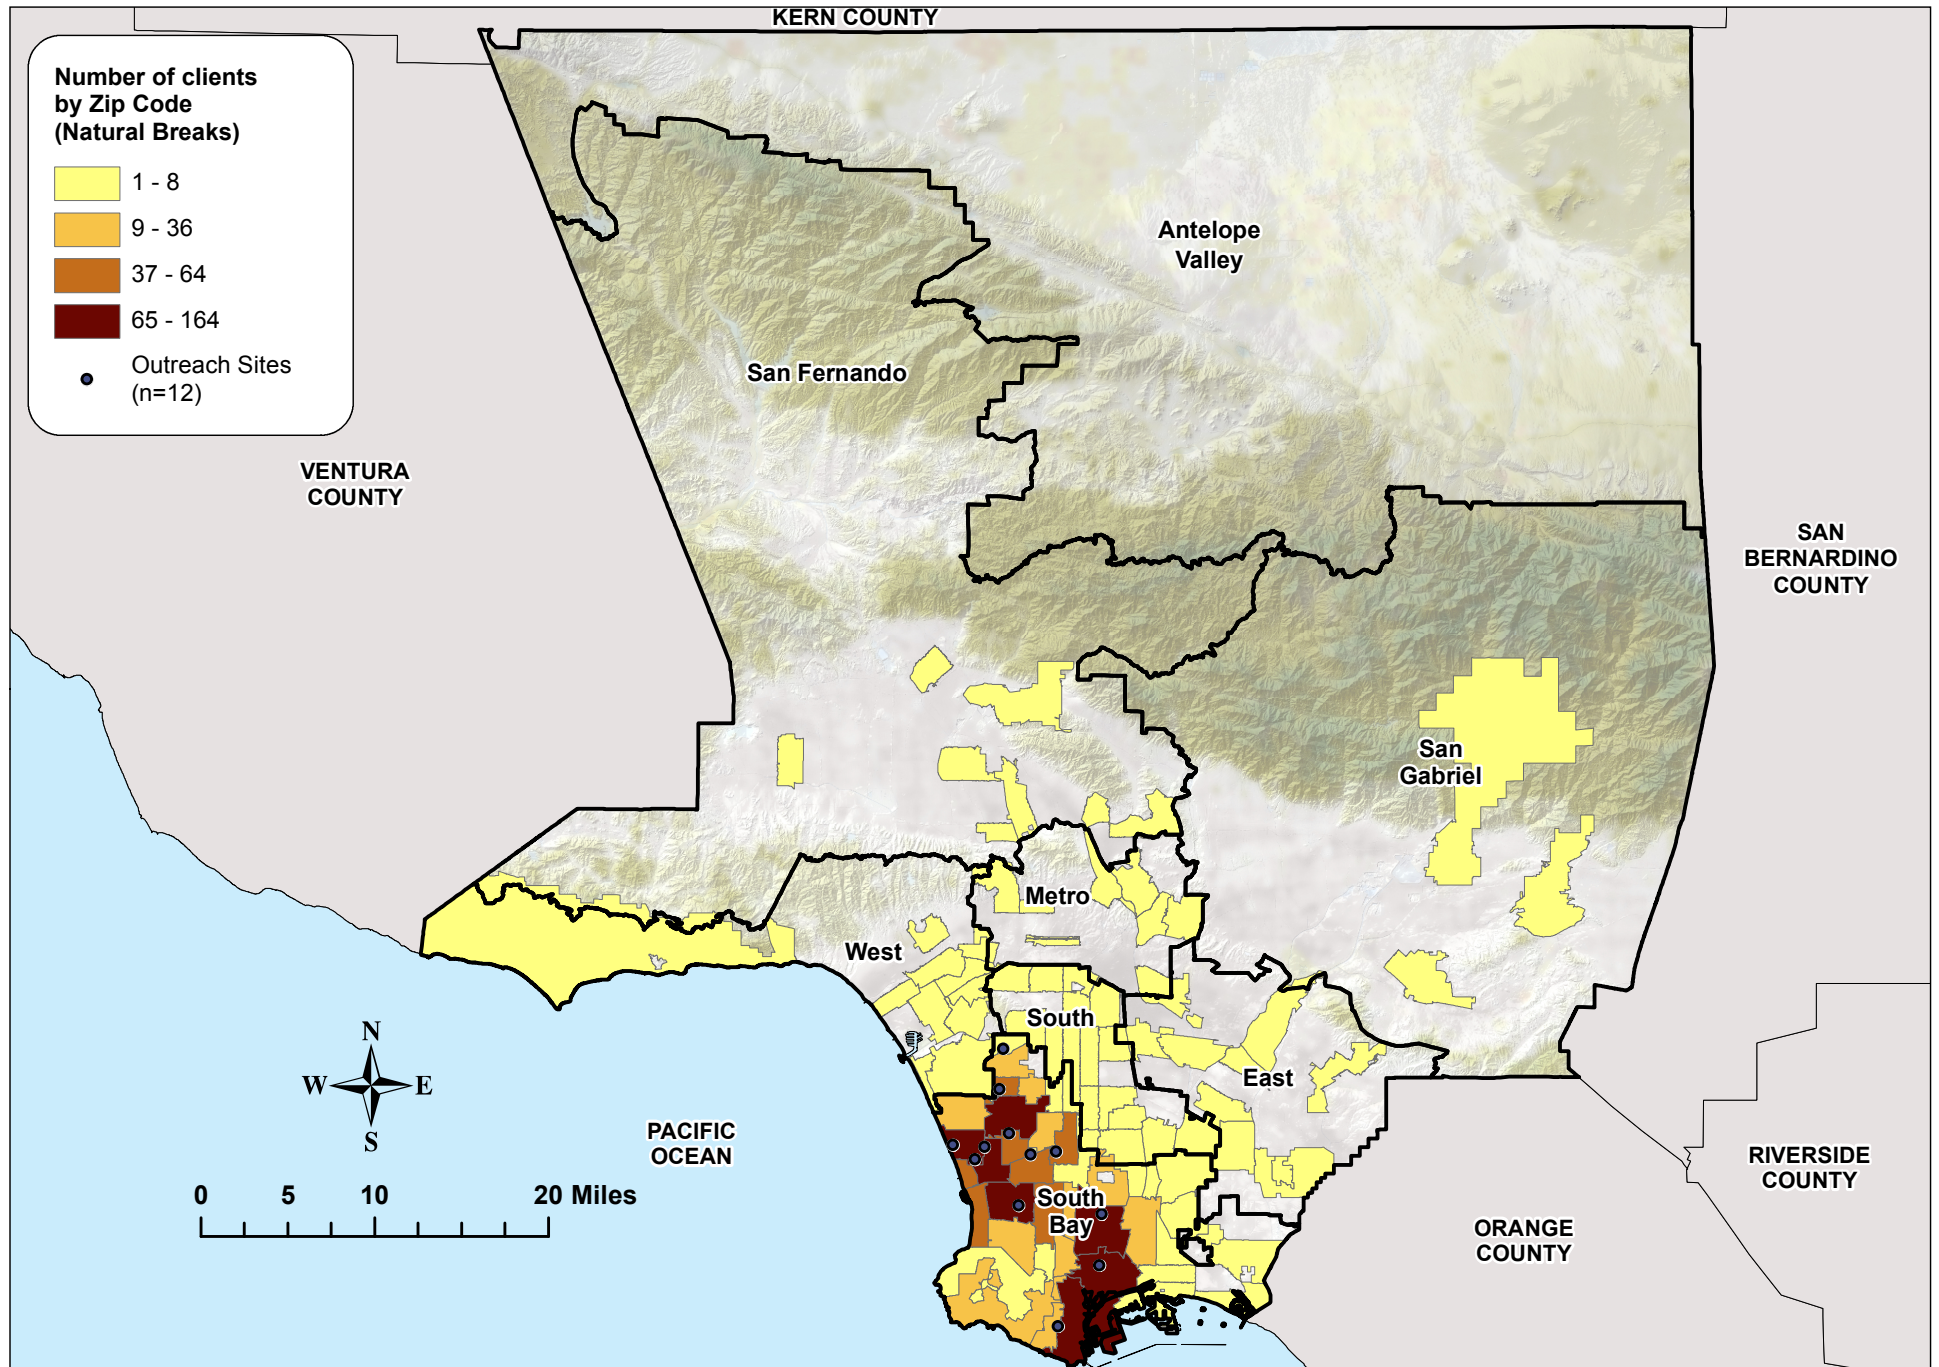 KERN COUNTY
Number of clients
by Zip Code
(Natural Breaks)
1 - 8
9 - 36
37 - 64
65 - 164
Outreach Sites
(n=12)
Antelope
Valley
San Fernando
VENTURA
COUNTY
SAN
BERNARDINO
COUNTY
San
Gabriel
Metro
West
South
East
N
W
E
S
PACIFIC
OCEAN
0 5 10 20 Miles
South
Bay
RIVERSIDE
COUNTY
ORANGE
COUNTY